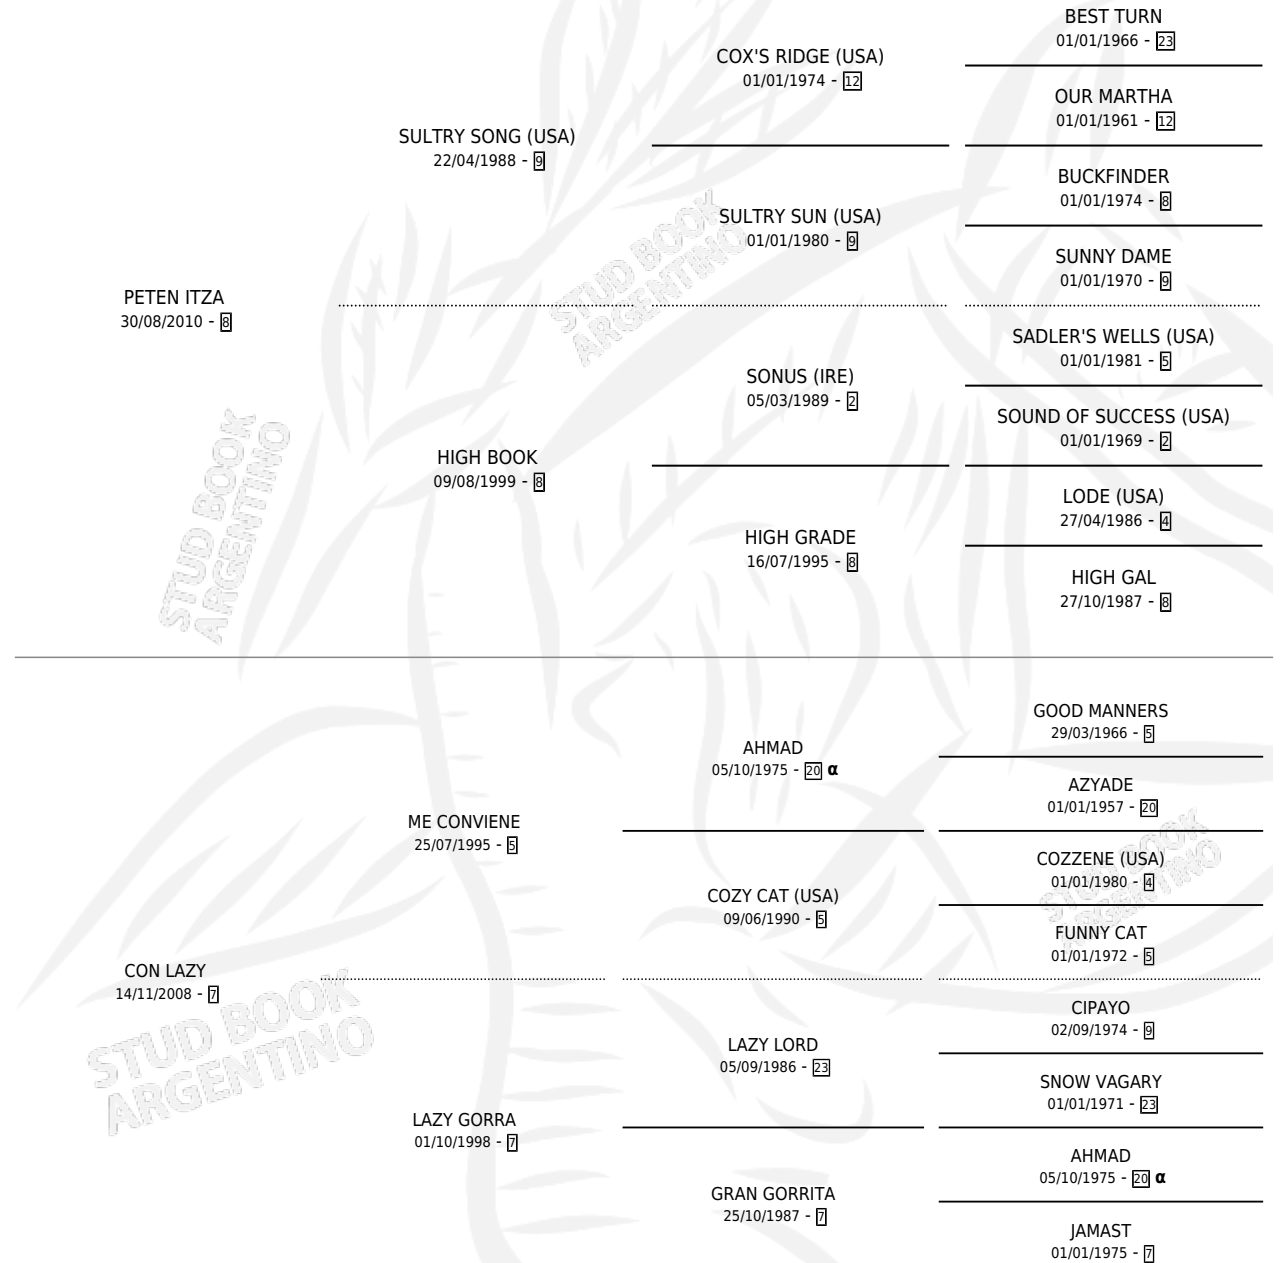 BEST TURN
01/01/1966 - 23
COX'S RIDGE (USA)
01/01/1974 - 12
OUR MARTHA
01/01/1961 - 12
SULTRY SONG (USA)
22/04/1988 - 9
BUCKFINDER
01/01/1974 - 8
SULTRY SUN (USA)
01/01/1980 - 9
SUNNY DAME
01/01/1970 - 9
PETEN ITZA
30/08/2010 - 8
SADLER'S WELLS (USA)
01/01/1981 - 5
SONUS (IRE)
05/03/1989 - 2
SOUND OF SUCCESS (USA)
01/01/1969 - 2
HIGH BOOK
09/08/1999 - 8
LODE (USA)
27/04/1986 - 4
HIGH GRADE
16/07/1995 - 8
HIGH GAL
27/10/1987 - 8
GOOD MANNERS
29/03/1966 - 5
AHMAD
05/10/1975 - 20 α
AZYADE
01/01/1957 - 20
ME CONVIENE
25/07/1995 - 5
COZZENE (USA)
01/01/1980 - 4
COZY CAT (USA)
09/06/1990 - 5
FUNNY CAT
01/01/1972 - 5
CON LAZY
14/11/2008 - 7
CIPAYO
02/09/1974 - 9
LAZY LORD
05/09/1986 - 23
SNOW VAGARY
01/01/1971 - 23
LAZY GORRA
01/10/1998 - 7
AHMAD
05/10/1975 - 20 α
GRAN GORRITA
25/10/1987 - 7
JAMAST
01/01/1975 - 7
STUD BOOK
ARGENTINO
STUD BOOK
ARGENTINO
STUD BOOK
ARGENTINO
STUD BOOK
ARGENTINO